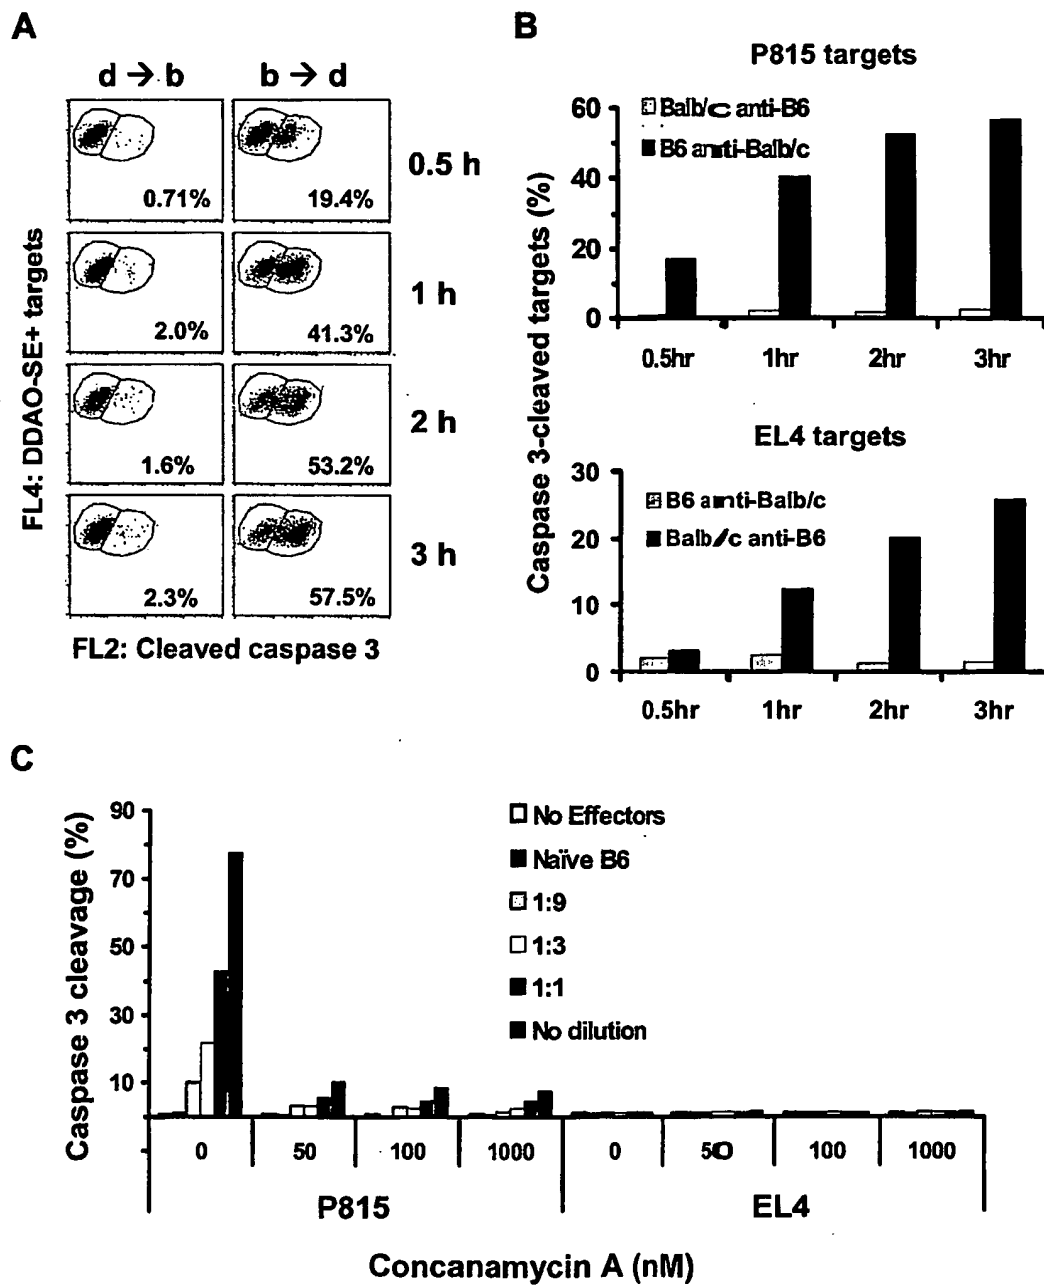 A
d → b
b → d
0.71%
19.4%
0.5 h
2.0%
41.3%
1 h
1.6%
53.2%
2 h
2.3%
57.5%
3 h
FL4: DDAO-SE+ targets
FL2: Cleaved caspase 3
B
P815 targets
Caspase 3-cleaved targets (%)
60
40
20
0
Balb/c anti-B6
B6 anti-Balb/c
0.5hr 1hr 2hr 3hr
EL4 targets
30
20
10
0
B6 anti-Balb/c
Balb/c anti-B6
0.5hr 1hr 2hr 3hr
C
Caspase 3 cleavage (%)
90
70
50
30
10
No Effectors
Naïve B6
1:9
1:3
1:1
No dilution
0 50 100 1000 0 50 100 1000
P815 EL4
Concanamycin A (nM)